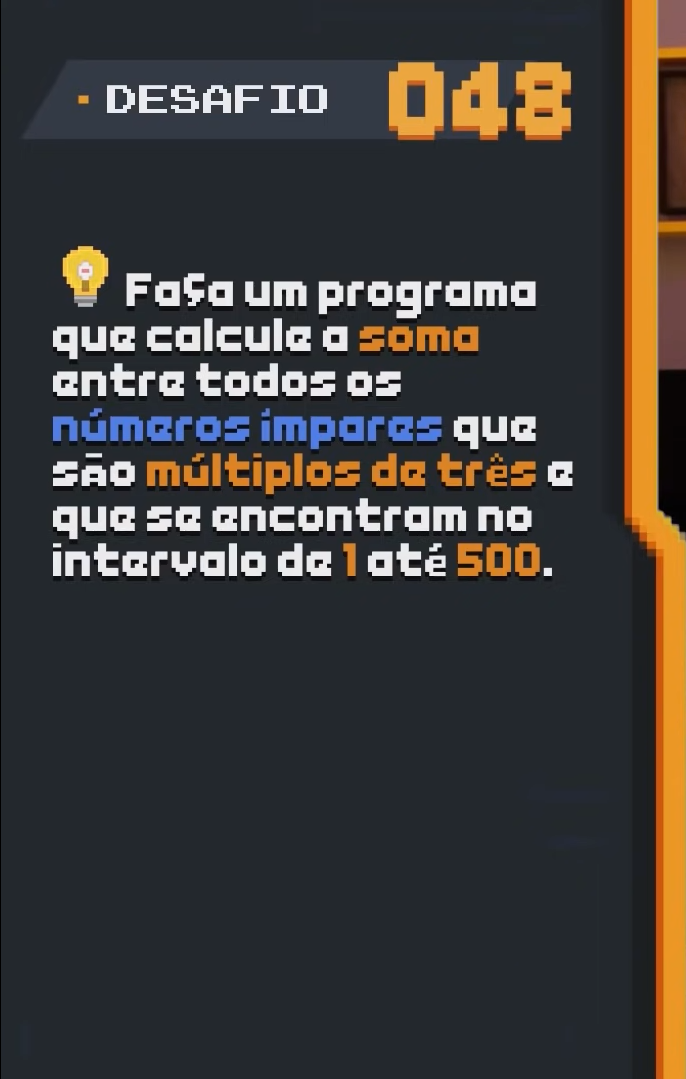 DESAFIO 048
Faça um programa
que calcule a soma
entre todos os
números ímpares que
são múltiplos de três e
que se encontram no
intervalo de 1 até 500.